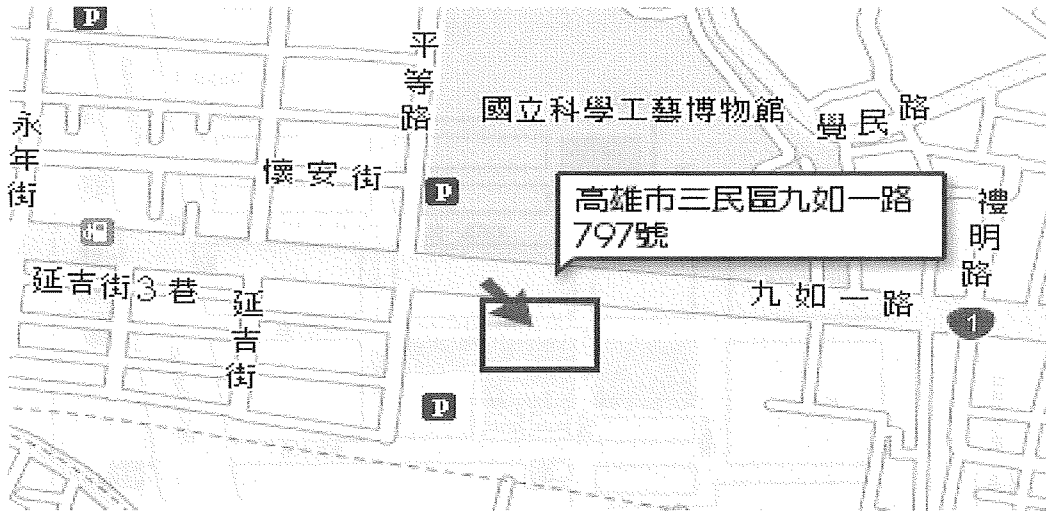 P
平等路
國立科學工藝博物館
覺民路
永年街
懷安街
P
高雄市三民區九如一路
797號
禮明路
延吉街3巷
延吉街
九如一路
1
P